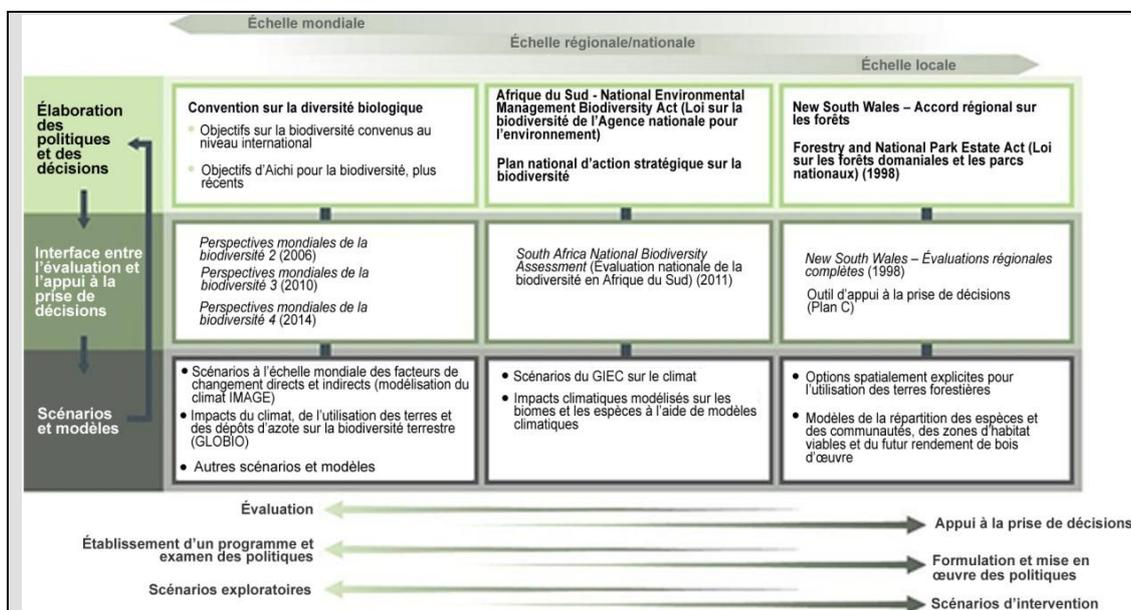 Échelle mondiale
Échelle régionale/nationale
Échelle locale
Élaboration
des
politiques
et des
décisions
Convention sur la diversité biologique
Objectifs sur la biodiversité convenus au
niveau international
Objectifs d'Aichi pour la biodiversité, plus
récents
Afrique du Sud - National Environmental
Management Biodiversity Act (Loi sur la
biodiversité de l'Agence nationale pour
l'environnement)
Plan national d'action stratégique sur la
biodiversité
New South Wales – Accord régional sur
les forêts
Forestry and National Park Estate Act (Loi
sur les forêts domaniales et les parcs
nationaux) (1998)
Interface entre
l'évaluation et
l'appui à la
prise de
décisions
Perspectives mondiales de la
biodiversité 2 (2006)
Perspectives mondiales de la
biodiversité 3 (2010)
Perspectives mondiales de la
biodiversité 4 (2014)
South Africa National Biodiversity
Assessment (Évaluation nationale de la
biodiversité en Afrique du Sud) (2011)
New South Wales – Évaluations régionales
complètes (1998)
Outil d'appui à la prise de décisions
(Plan C)
Scénarios
et modèles
• Scénarios à l'échelle mondiale des facteurs de
changement directs et indirects (modélisation du
climat IMAGE)
• Impacts du climat, de l'utilisation des terres et
des dépôts d'azote sur la biodiversité terrestre
(GLOBIO)
• Autres scénarios et modèles
• Scénarios du GIEC sur le climat
• Impacts climatiques modélisés sur les
biomes et les espèces à l'aide de modèles
climatiques
• Options spatialement explicites pour
l'utilisation des terres forestières
• Modèles de la répartition des espèces et
des communautés, des zones d'habitat
viables et du futur rendement de bois
d'œuvre
Évaluation
Appui à la prise de décisions
Établissement d'un programme et
examen des politiques
Formulation et mise en
œuvre des politiques
Scénarios exploratoires
Scénarios d'intervention